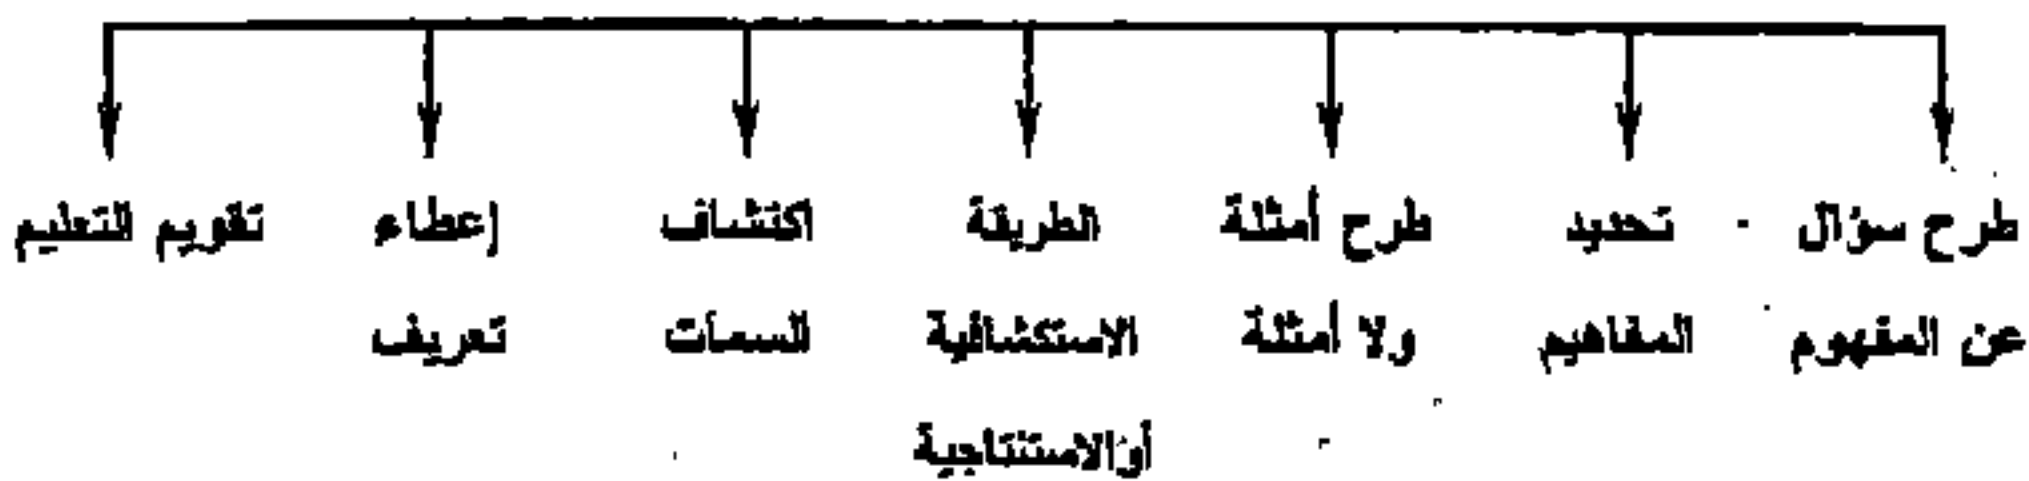 طرح سؤال
عن المفهوم
تحديد
المفاهيم
طرح أمثلة
ولا أمثلة
الطريقة
الاستكشافية
أوالاستنتاجية
اكتشاف
السمات
إعطاء
تعريف
تقويم التعليم